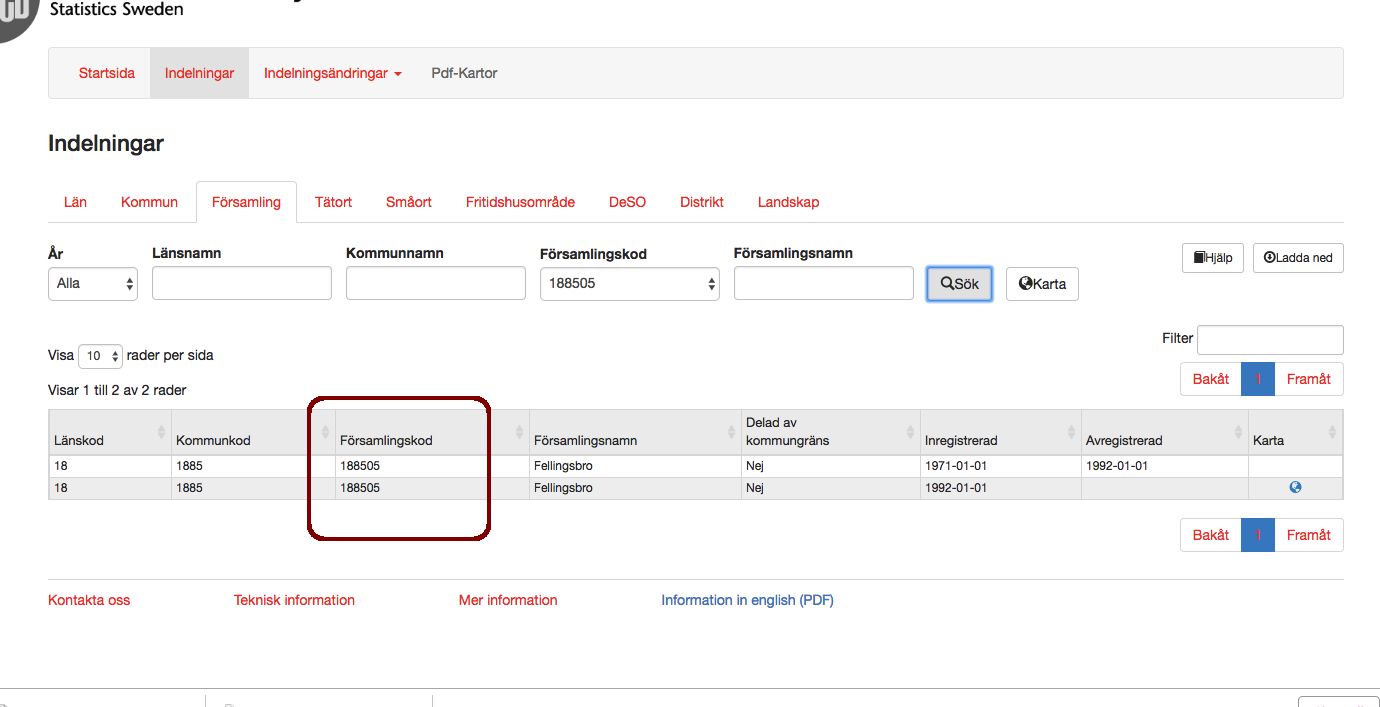 Statistics Sweden
Startsida Indelningar Indelningsändringar Pdf-Kartor
Indelningar
Län Kommun Församling Tätort Småort Fritidshusområde DeSO Distrikt Landskap
År Länsnamn Kommunnamn Församlingskod Församlingsnamn
Hjälp Ladda ned
Alla 188505 Sök Karta
Filter
Visa 10 rader per sida
Bakåt 1 Framåt
Visar 1 till 2 av 2 rader
Länskod Kommunkod Församlingskod Församlingsnamn Delad av kommungräns Inregistrerad Avregistrerad Karta
18 1885 188505 Fellingsbro Nej 1971-01-01 1992-01-01
18 1885 188505 Fellingsbro Nej 1992-01-01
Bakåt 1 Framåt
Kontakta oss Teknisk information Mer information Information in english (PDF)